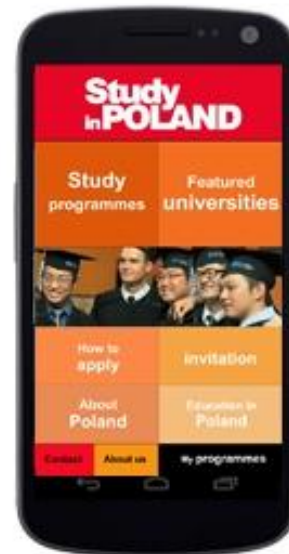 Study
in POLAND
Study
programmes
Featured
universities
How to
apply
invitation
About
Poland
Education in
Poland
Contact
About us
My programmes